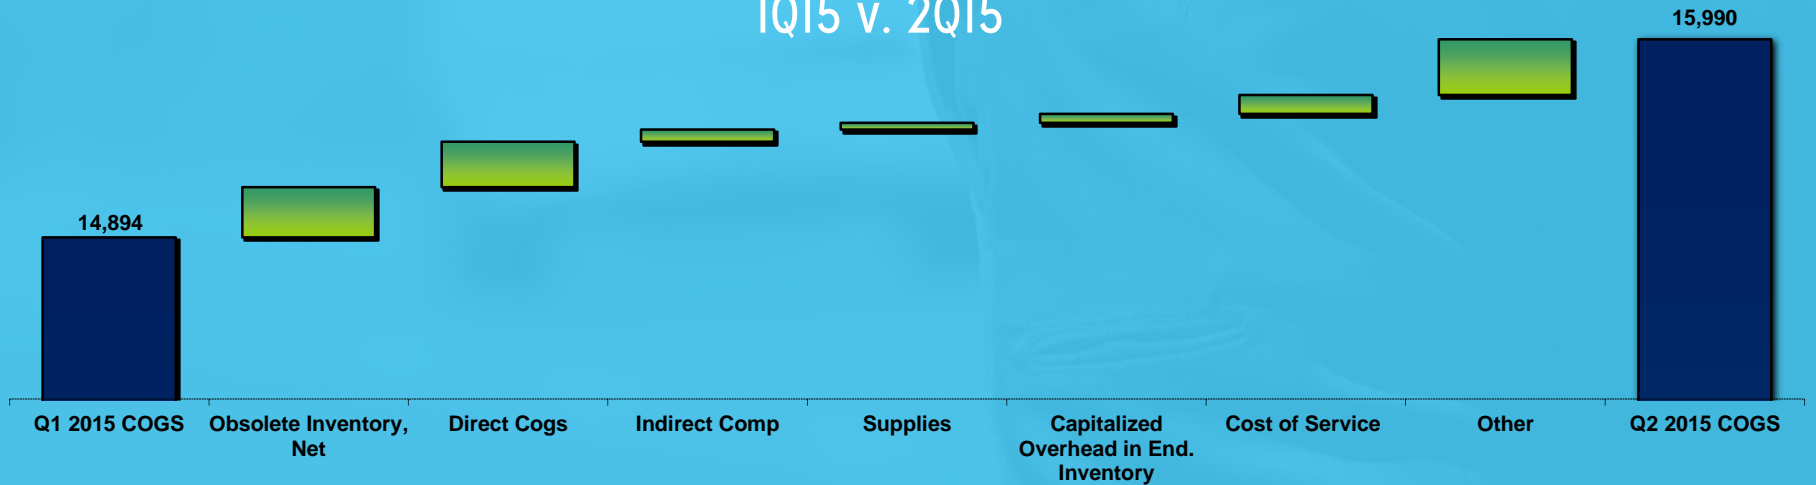 1Q15 v. 2Q15
15,990
14,894
Q1 2015 COGS
Obsolete Inventory,
Net
Direct Cogs
Indirect Comp
Supplies
Capitalized
Overhead in End.
Inventory
Cost of Service
Other
Q2 2015 COGS